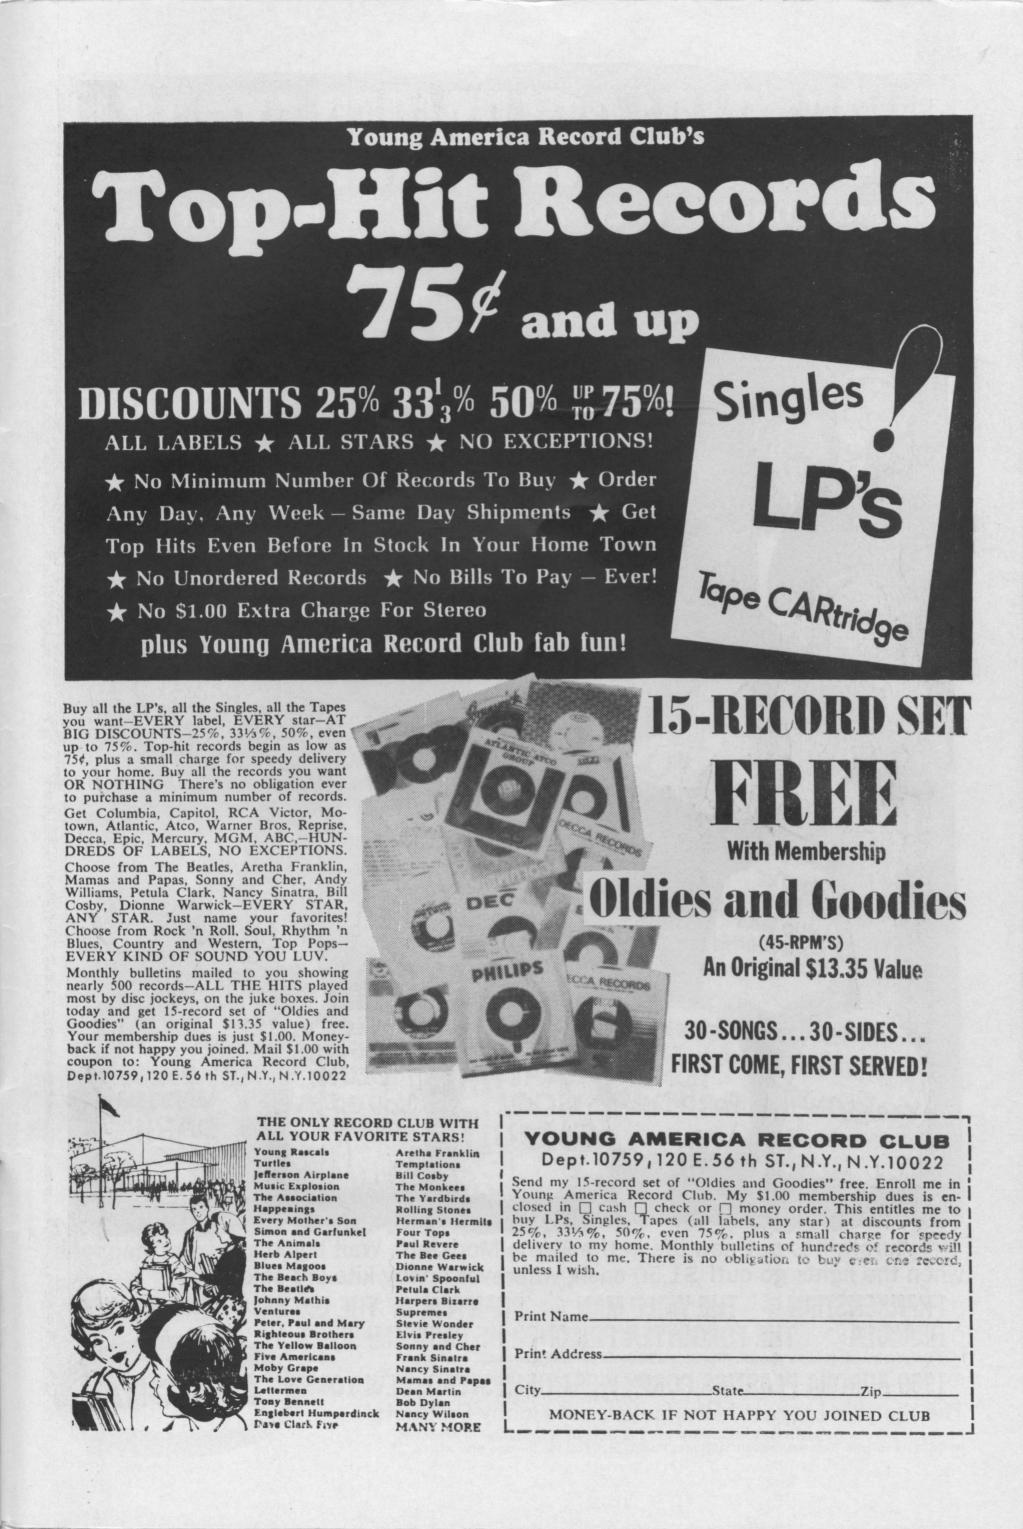 Young America Record Club's
Top-Hit Records
75¢ and up
DISCOUNTS 25% 33 1/3% 50% UP TO 75%!
ALL LABELS ★ ALL STARS ★ NO EXCEPTIONS!
★ No Minimum Number Of Records To Buy ★ Order
Any Day, Any Week – Same Day Shipments ★ Get
Top Hits Even Before In Stock In Your Home Town
★ No Unordered Records ★ No Bills To Pay – Ever!
★ No $1.00 Extra Charge For Stereo
plus Young America Record Club fab fun!
Singles!
LP's
Tape CARtridge
Buy all the LP's, all the Singles, all the Tapes
you want—EVERY label, EVERY star—AT
BIG DISCOUNTS—25%, 33⅓%, 50%, even
up to 75%. Top-hit records begin as low as
75¢, plus a small charge for speedy delivery
to your home. Buy all the records you want
OR NOTHING There's no obligation ever
to purchase a minimum number of records.
Get Columbia, Capitol, RCA Victor, Mo-
town, Atlantic, Atco, Warner Bros, Reprise,
Decca, Epic, Mercury, MGM, ABC,—HUN-
DREDS OF LABELS, NO EXCEPTIONS.
Choose from The Beatles, Aretha Franklin,
Mamas and Papas, Sonny and Cher, Andy
Williams, Petula Clark, Nancy Sinatra, Bill
Cosby, Dionne Warwick—EVERY STAR,
ANY STAR. Just name your favorites!
Choose from Rock 'n Roll, Soul, Rhythm 'n
Blues, Country and Western, Top Pops—
EVERY KIND OF SOUND YOU LUV.
Monthly bulletins mailed to you showing
nearly 500 records—ALL THE HITS played
most by disc jockeys, on the juke boxes. Join
today and get 15-record set of "Oldies and
Goodies" (an original $13.35 value) free.
Your membership dues is just $1.00. Money-
back if not happy you joined. Mail $1.00 with
coupon to: Young America Record Club,
Dept.10759, 120 E. 56 th ST., N.Y., N.Y.10022
ATLANTIC-ATCO
GROUP
DECCA RECORDS
DEC
PHILIPS
CCA RECORDS
15-RECORD SET
FREE
With Membership
Oldies and Goodies
(45-RPM'S)
An Original $13.35 Value
30-SONGS...30-SIDES...
FIRST COME, FIRST SERVED!
THE ONLY RECORD CLUB WITH
ALL YOUR FAVORITE STARS!
Young Rascals
Turtles
Jefferson Airplane
Music Explosion
The Association
Happenings
Every Mother's Son
Simon and Garfunkel
The Animals
Herb Alpert
Blues Magoos
The Beach Boys
The Beatles
Johnny Mathis
Ventures
Peter, Paul and Mary
Righteous Brothers
The Yellow Balloon
Five Americans
Moby Grape
The Love Generation
Lettermen
Tony Bennett
Englebert Humperdinck
Dave Clark Five
Aretha Franklin
Temptations
Bill Cosby
The Monkees
The Yardbirds
Rolling Stones
Herman's Hermits
Four Tops
Paul Revere
The Bee Gees
Dionne Warwick
Lovin' Spoonful
Petula Clark
Harpers Bizarre
Supremes
Stevie Wonder
Elvis Presley
Sonny and Cher
Frank Sinatra
Nancy Sinatra
Mamas and Papas
Dean Martin
Bob Dylan
Nancy Wilson
MANY MORE
YOUNG AMERICA RECORD CLUB
Dept.10759, 120 E. 56 th ST., N.Y., N.Y.10022
Send my 15-record set of "Oldies and Goodies" free. Enroll me in
Young America Record Club. My $1.00 membership dues is en-
closed in □ cash □ check or □ money order. This entitles me to
buy LPs, Singles, Tapes (all labels, any star) at discounts from
25%, 33⅓%, 50%, even 75%, plus a small charge for speedy
delivery to my home. Monthly bulletins of hundreds of records will
be mailed to me. There is no obligation to buy even one record,
unless I wish.
Print Name
Print Address
City State Zip
MONEY-BACK IF NOT HAPPY YOU JOINED CLUB